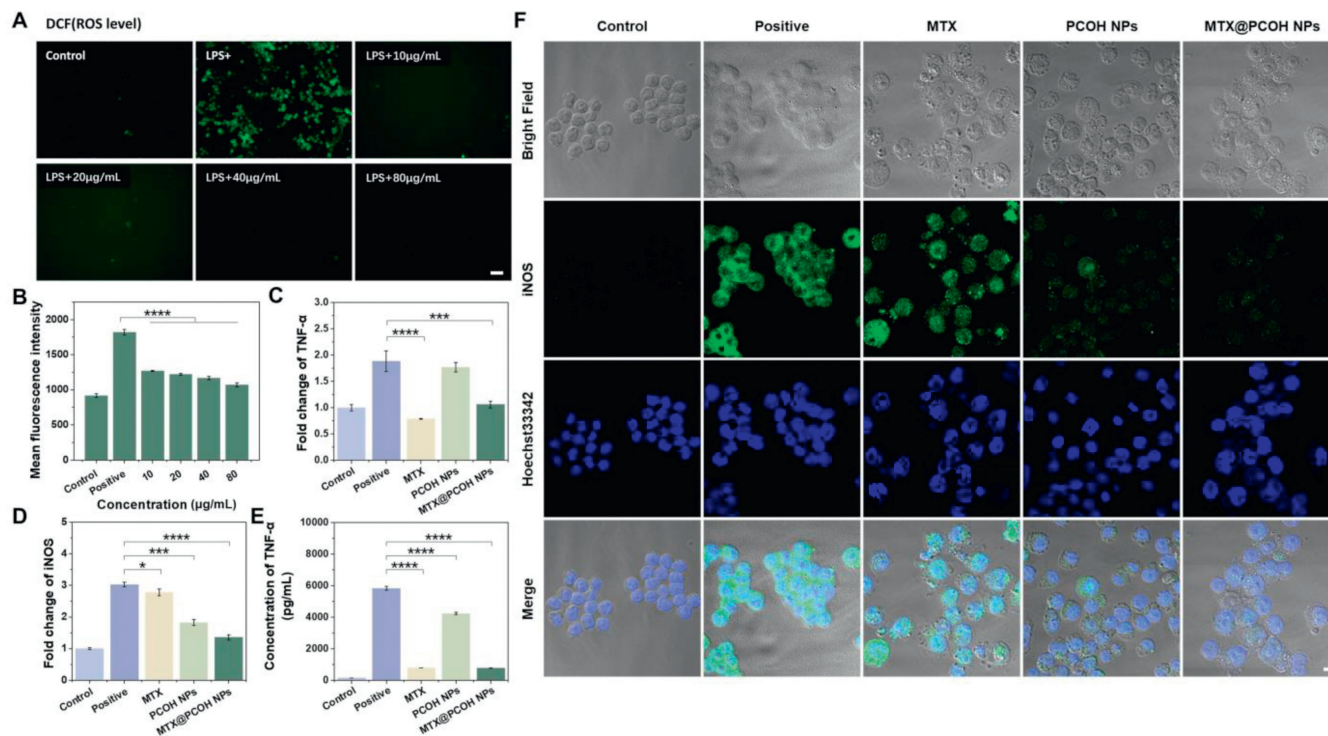 A
DCF(ROS level)
Control
LPS+
LPS+10μg/mL
LPS+20μg/mL
LPS+40μg/mL
LPS+80μg/mL
B
Mean fluorescence intensity
2000
1750
1500
1250
1000
750
500
250
0
****
Control
Positive
10
20
40
80
Concentration (μg/mL)
C
Fold change of TNF-α
3.0
2.5
2.0
1.5
1.0
0.5
0.0
***
****
Control
Positive
MTX
PCOH NPs
MTX@PCOH NPs
D
Fold change of iNOS
5
4
3
2
1
0
****
***
*
Control
Positive
MTX
PCOH NPs
MTX@PCOH NPs
E
Concentration of TNF-α
(pg/mL)
10000
8000
6000
4000
2000
0
****
****
****
Control
Positive
MTX
PCOH NPs
MTX@PCOH NPs
F
Control
Positive
MTX
PCOH NPs
MTX@PCOH NPs
Bright Field
iNOS
Hoechst33342
Merge